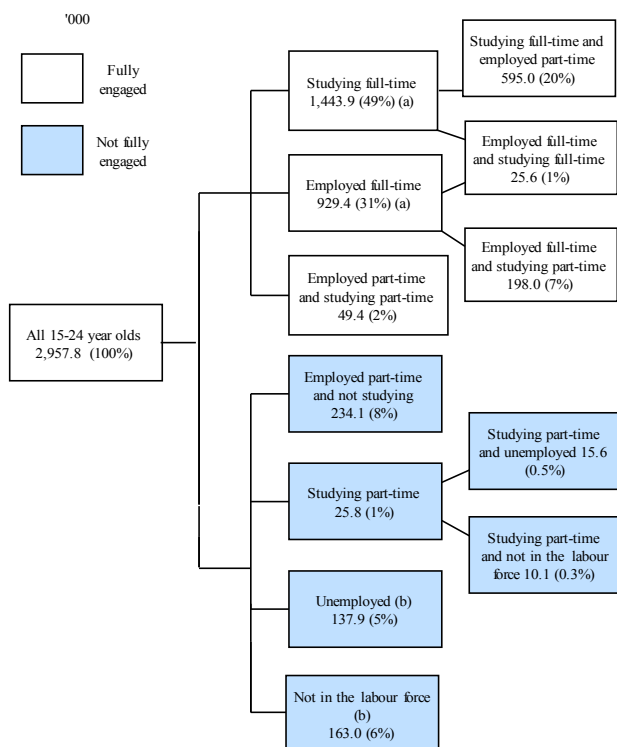 '000
Fully
engaged
Not fully
engaged
All 15-24 year olds
2,957.8 (100%)
Studying full-time
1,443.9 (49%) (a)
Employed full-time
929.4 (31%) (a)
Employed part-time
and studying part-time
49.4 (2%)
Employed part-time
and not studying
234.1 (8%)
Studying part-time
25.8 (1%)
Unemployed (b)
137.9 (5%)
Not in the labour force
(b)
163.0 (6%)
Studying full-time and
employed part-time
595.0 (20%)
Employed full-time
and studying full-time
25.6 (1%)
Employed full-time
and studying part-time
198.0 (7%)
Studying part-time
and unemployed 15.6
(0.5%)
Studying part-time
and not in the labour
force 10.1 (0.3%)